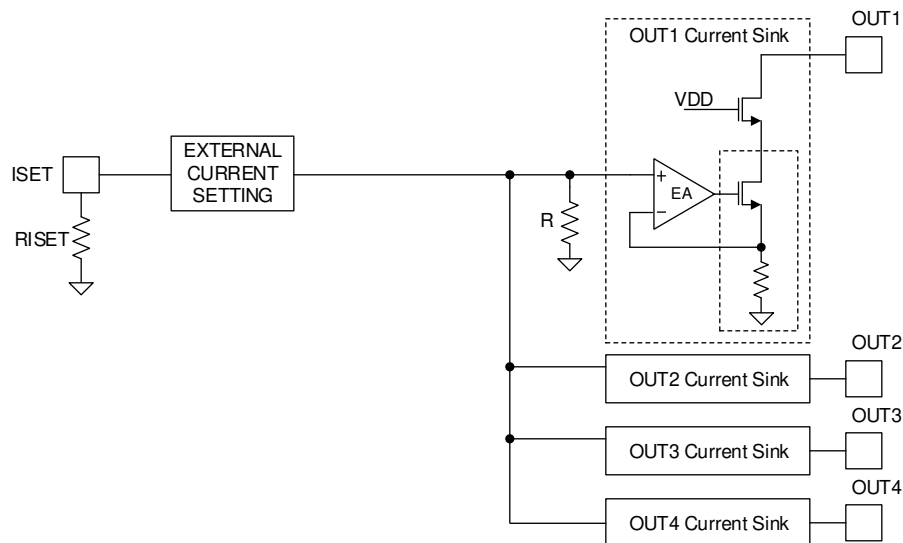 OUT1
OUT1 Current Sink
VDD
ISET
EXTERNAL
CURRENT
SETTING
+
EA
−
R
RISET
OUT2
OUT2 Current Sink
OUT3
OUT3 Current Sink
OUT4
OUT4 Current Sink